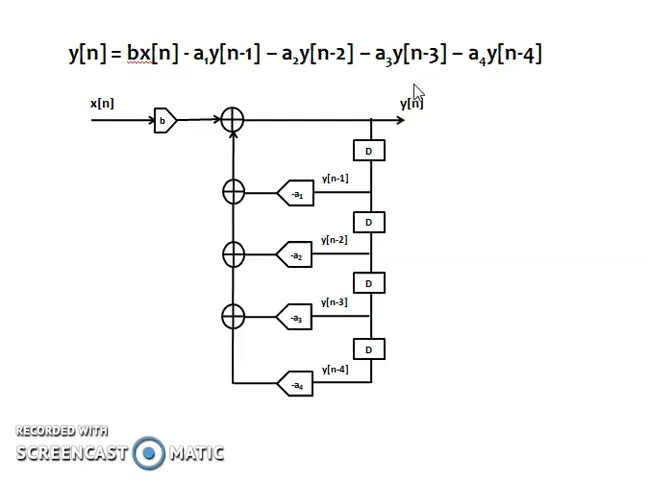 y[n] = bx[n] - a₁y[n-1] – a₂y[n-2] – a₃y[n-3] – a₄y[n-4]
x[n]
y[n]
b
D
y[n-1]
-a₁
D
y[n-2]
-a₂
D
y[n-3]
-a₃
D
y[n-4]
-a₄
RECORDED WITH
SCREENCAST MATIC